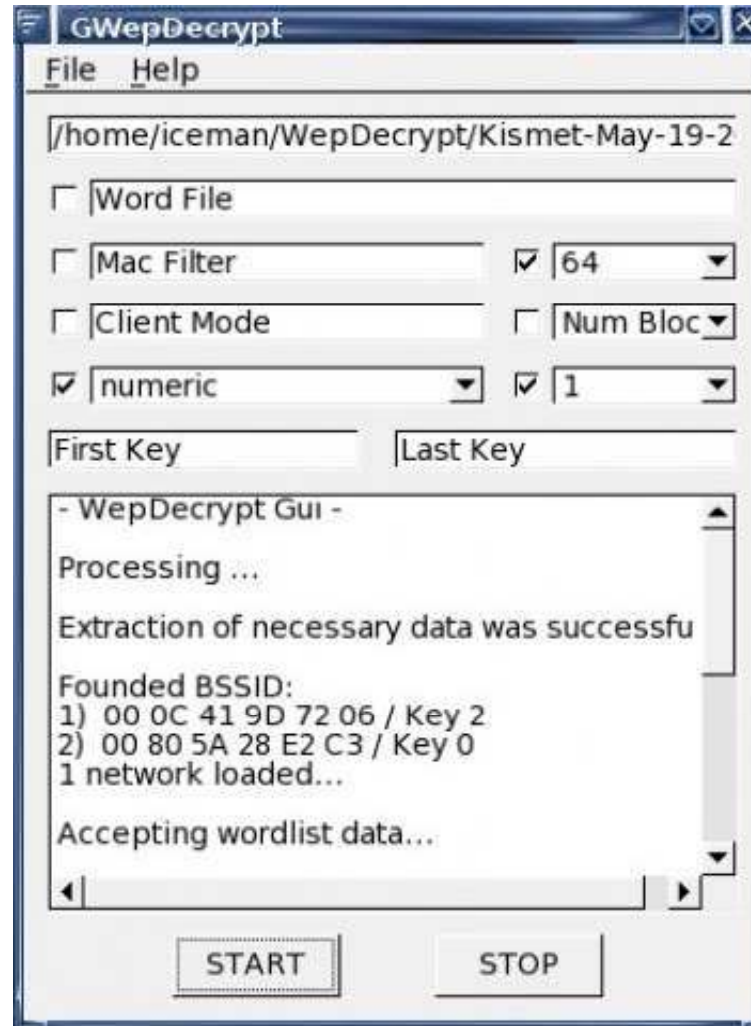 GWepDecrypt
File Help
/home/iceman/WepDecrypt/Kismet-May-19-2
Word File
Mac Filter 64
Client Mode Num Bloc
numeric 1
First Key Last Key
- WepDecrypt Gui -
Processing ...
Extraction of necessary data was successfu
Founded BSSID:
1) 00 0C 41 9D 72 06 / Key 2
2) 00 80 5A 28 E2 C3 / Key 0
1 network loaded...
Accepting wordlist data...
START STOP